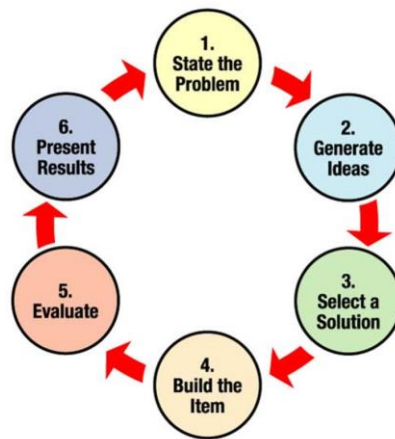 1.
State the
Problem
2.
Generate
Ideas
3.
Select a
Solution
4.
Build the
Item
5.
Evaluate
6.
Present
Results